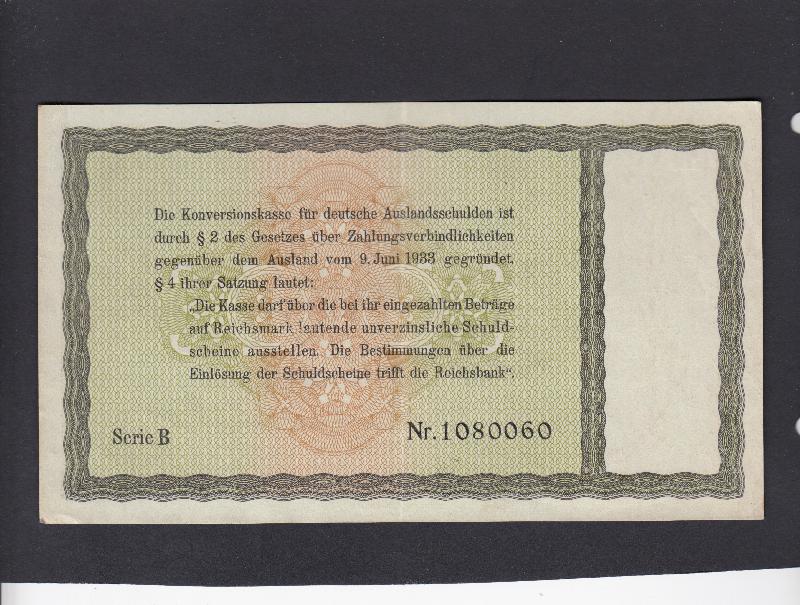 Die Konversionskasse für deutsche Auslandsschulden ist
durch § 2 des Gesetzes über Zahlungsverbindlichkeiten
gegenüber dem Ausland vom 9. Juni 1933 gegründet.
§ 4 ihrer Satzung lautet:
„Die Kasse darf über die bei ihr eingezahlten Beträge
auf Reichsmark lautende unverzinsliche Schuld-
scheine ausstellen. Die Bestimmungen über die
Einlösung der Schuldscheine trifft die Reichsbank“.
Serie B
Nr. 1080060